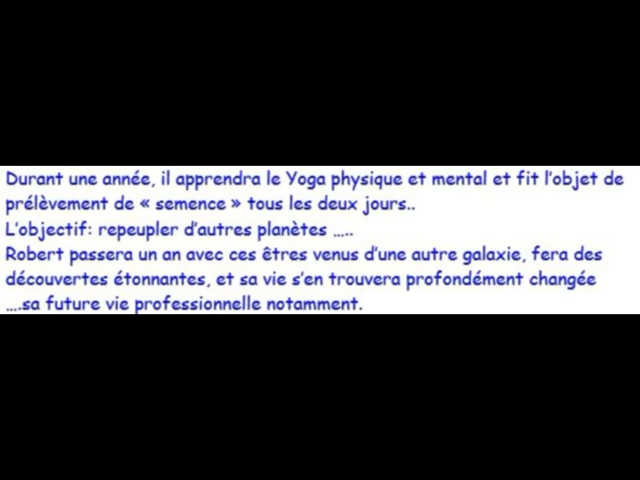 Durant une année, il apprendra le Yoga physique et mental et fit l'objet de
prélèvement de « semence » tous les deux jours..
L'objectif: repeupler d'autres planètes …..
Robert passera un an avec ces êtres venus d'une autre galaxie, fera des
découvertes étonnantes, et sa vie s'en trouvera profondément changée
….sa future vie professionnelle notamment.